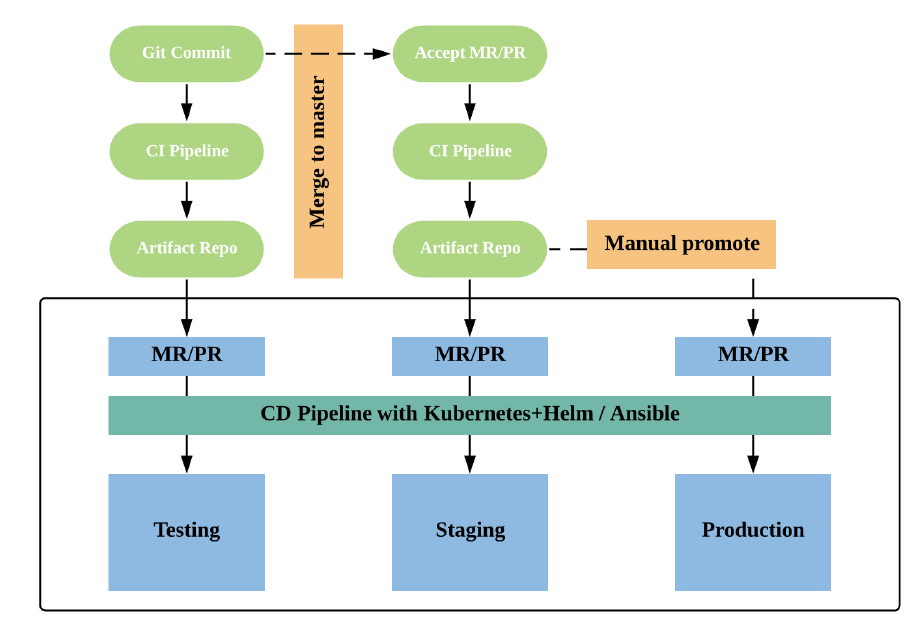 Git Commit
Accept MR/PR
Merge to master
CI Pipeline
CI Pipeline
Artifact Repo
Artifact Repo
Manual promote
MR/PR
MR/PR
MR/PR
CD Pipeline with Kubernetes+Helm / Ansible
Testing
Staging
Production